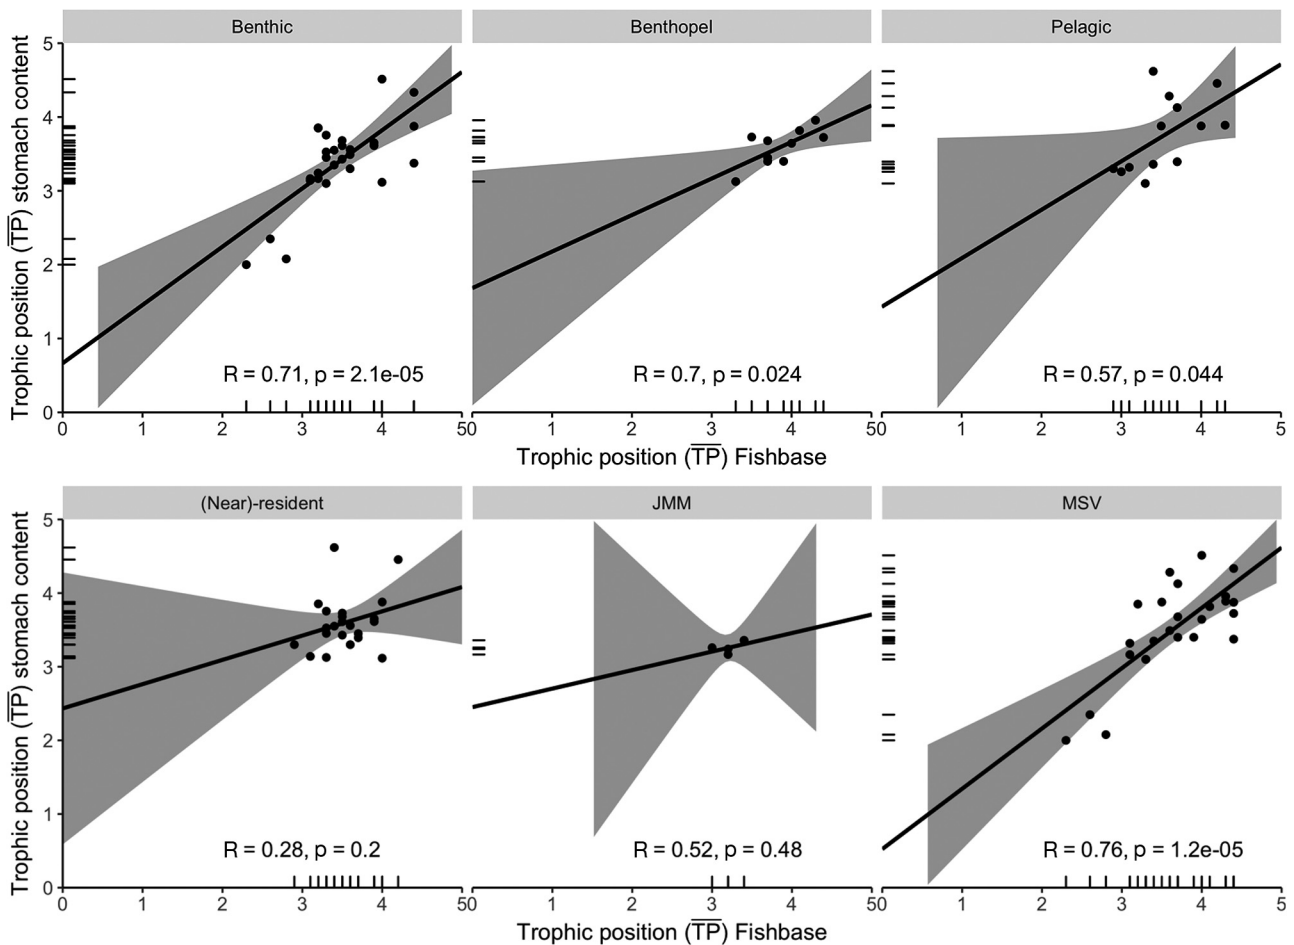 Benthic Benthopel Pelagic
Trophic position (TP) stomach content
5
4
3
2
1
0
R = 0.71, p = 2.1e-05 R = 0.7, p = 0.024 R = 0.57, p = 0.044
0 1 2 3 4 50 1 2 3 4 50 1 2 3 4 5
Trophic position (TP) Fishbase
(Near)-resident JMM MSV
Trophic position (TP) stomach content
5
4
3
2
1
0
R = 0.28, p = 0.2 R = 0.52, p = 0.48 R = 0.76, p = 1.2e-05
0 1 2 3 4 50 1 2 3 4 50 1 2 3 4 5
Trophic position (TP) Fishbase